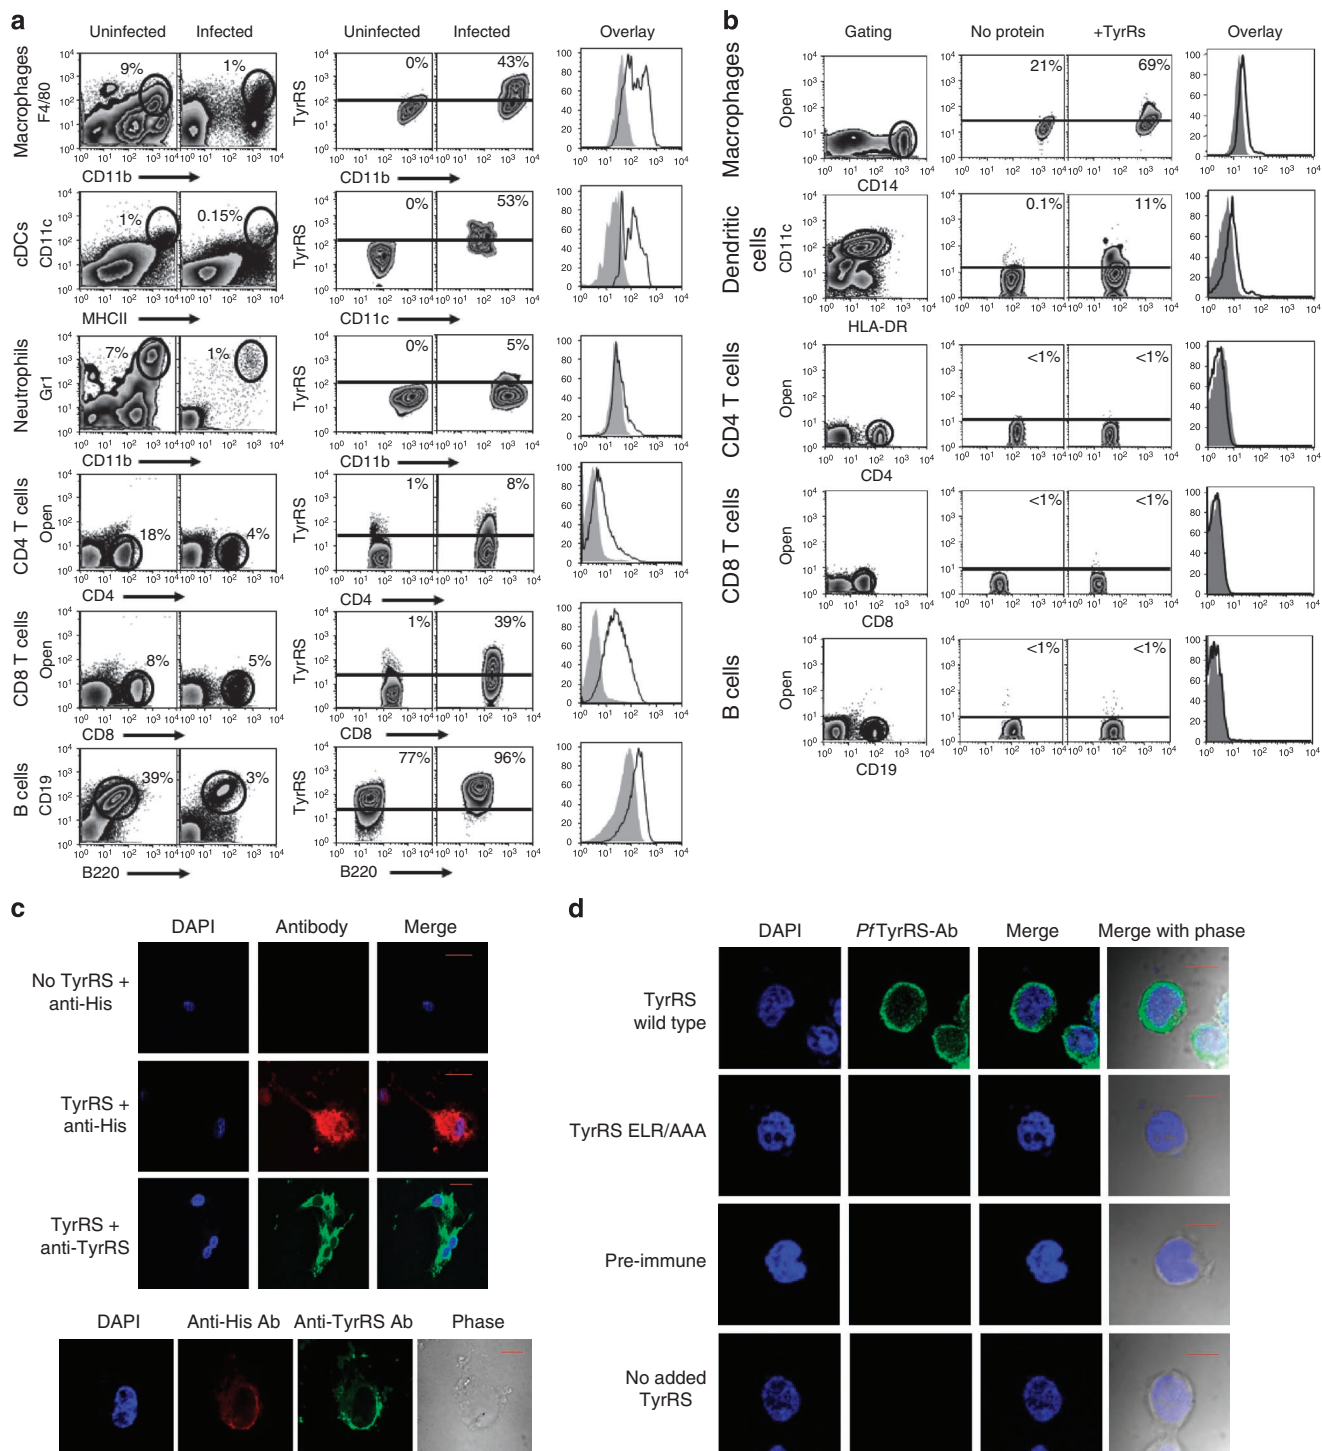 a
Uninfected Infected Uninfected Infected Overlay
Macrophages
F4/80
9% 1%
TyrRS
0% 43%
CD11b CD11b
cDCs
CD11c
1% 0.15%
TyrRS
0% 53%
MHCII CD11c
Neutrophils
Gr1
7% 1%
TyrRS
0% 5%
CD11b CD11b
CD4 T cells
Open
18% 4%
TyrRS
1% 8%
CD4 CD4
CD8 T cells
Open
8% 5%
TyrRS
1% 39%
CD8 CD8
B cells
CD19
39% 3%
TyrRS
77% 96%
B220 B220
b
Gating No protein +TyrRs Overlay
Macrophages
Open
21% 69%
CD14
Dendritic
cells
CD11c
0.1% 11%
HLA-DR
CD4 T cells
Open
<1% <1%
CD4
CD8 T cells
Open
<1% <1%
CD8
B cells
Open
<1% <1%
CD19
c
DAPI Antibody Merge
No TyrRS +
anti-His
TyrRS +
anti-His
TyrRS +
anti-TyrRS
DAPI Anti-His Ab Anti-TyrRS Ab Phase
d
DAPI PfTyrRS-Ab Merge Merge with phase
TyrRS
wild type
TyrRS ELR/AAA
Pre-immune
No added
TyrRS